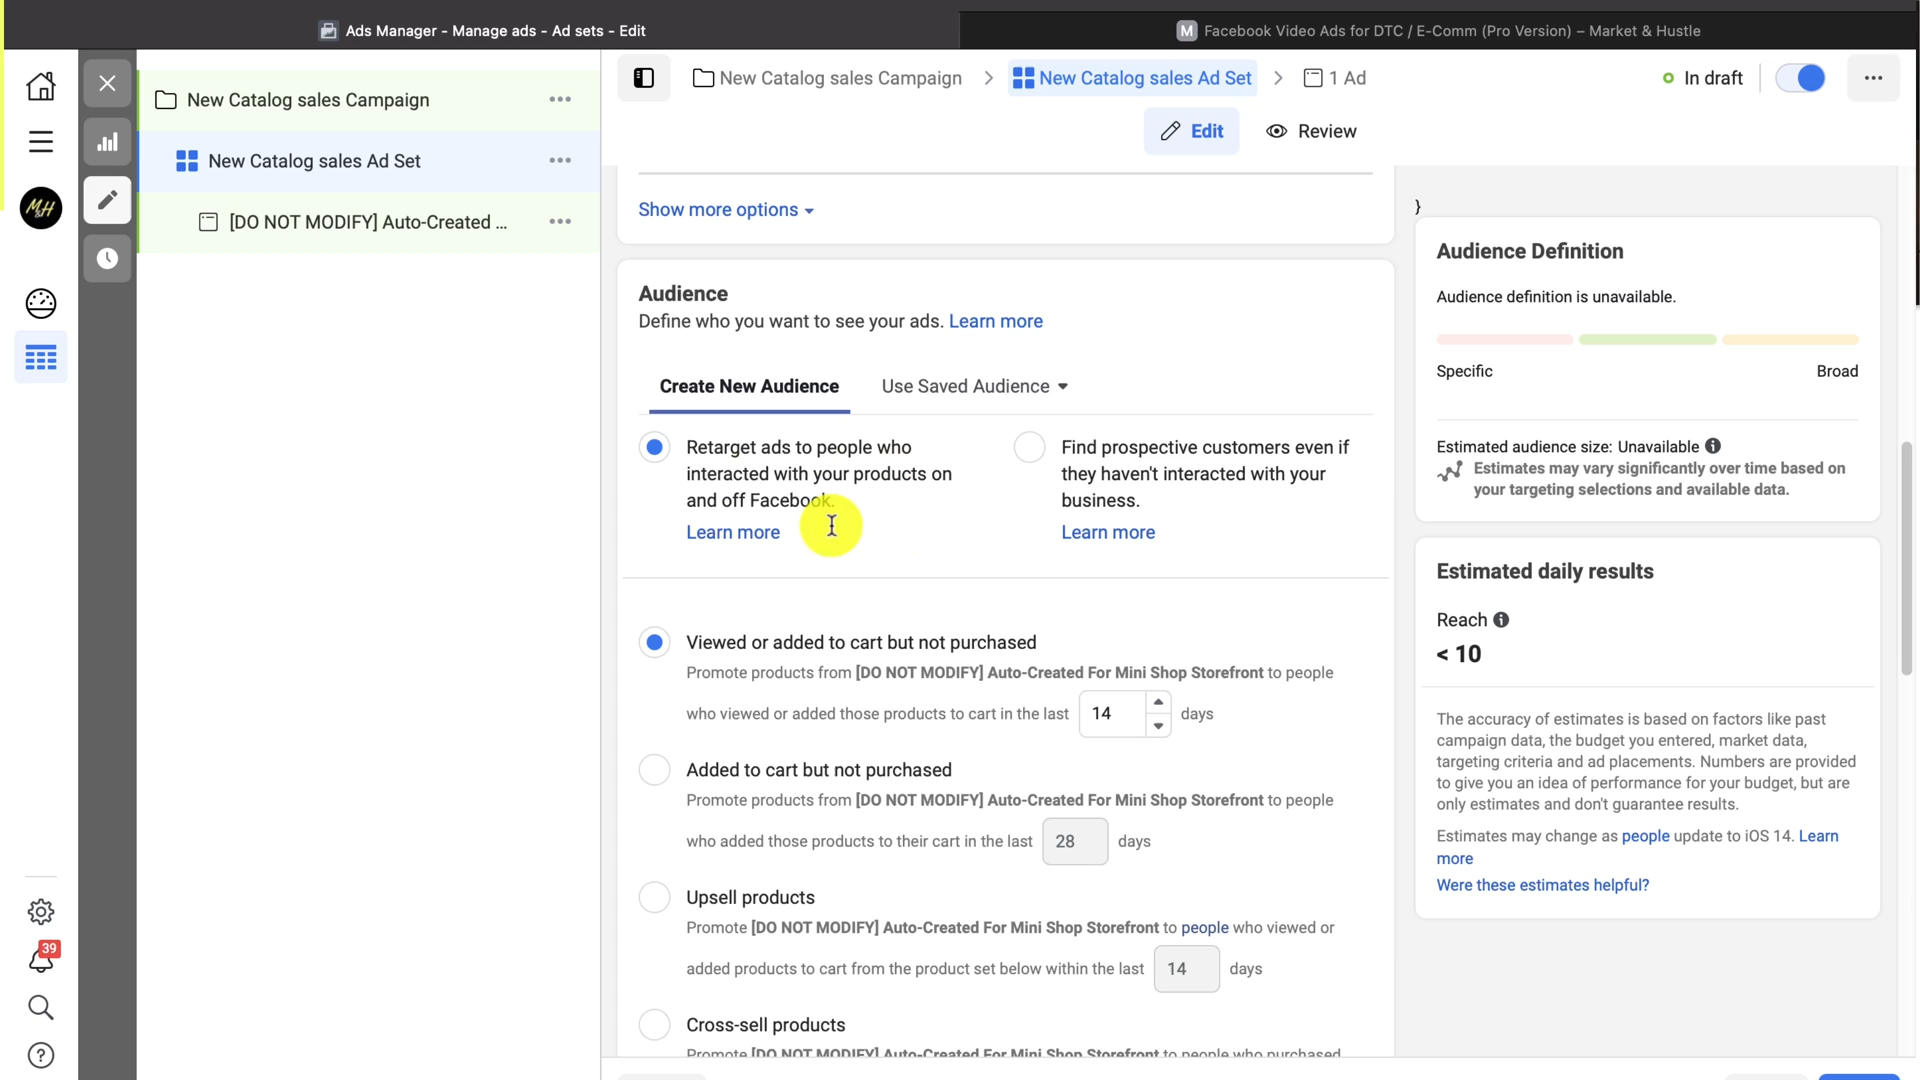 Ads Manager - Manage ads - Ad sets - Edit
M Facebook Video Ads for DTC / E-Comm (Pro Version) – Market & Hustle
New Catalog sales Campaign
New Catalog sales Ad Set
[DO NOT MODIFY] Auto-Created ...
M&H
39
New Catalog sales Campaign > New Catalog sales Ad Set > 1 Ad
In draft
Edit
Review
Show more options
Audience
Define who you want to see your ads. Learn more
Create New Audience
Use Saved Audience
Retarget ads to people who
interacted with your products on
and off Facebook.
Learn more
Find prospective customers even if
they haven't interacted with your
business.
Learn more
Viewed or added to cart but not purchased
Promote products from [DO NOT MODIFY] Auto-Created For Mini Shop Storefront to people
who viewed or added those products to cart in the last 14 days
Added to cart but not purchased
Promote products from [DO NOT MODIFY] Auto-Created For Mini Shop Storefront to people
who added those products to their cart in the last 28 days
Upsell products
Promote [DO NOT MODIFY] Auto-Created For Mini Shop Storefront to people who viewed or
added products to cart from the product set below within the last 14 days
Cross-sell products
Promote [DO NOT MODIFY] Auto-Created For Mini Shop Storefront to people who purchased
}
Audience Definition
Audience definition is unavailable.
Specific
Broad
Estimated audience size: Unavailable
Estimates may vary significantly over time based on
your targeting selections and available data.
Estimated daily results
Reach
< 10
The accuracy of estimates is based on factors like past
campaign data, the budget you entered, market data,
targeting criteria and ad placements. Numbers are provided
to give you an idea of performance for your budget, but are
only estimates and don't guarantee results.
Estimates may change as people update to iOS 14. Learn
more
Were these estimates helpful?